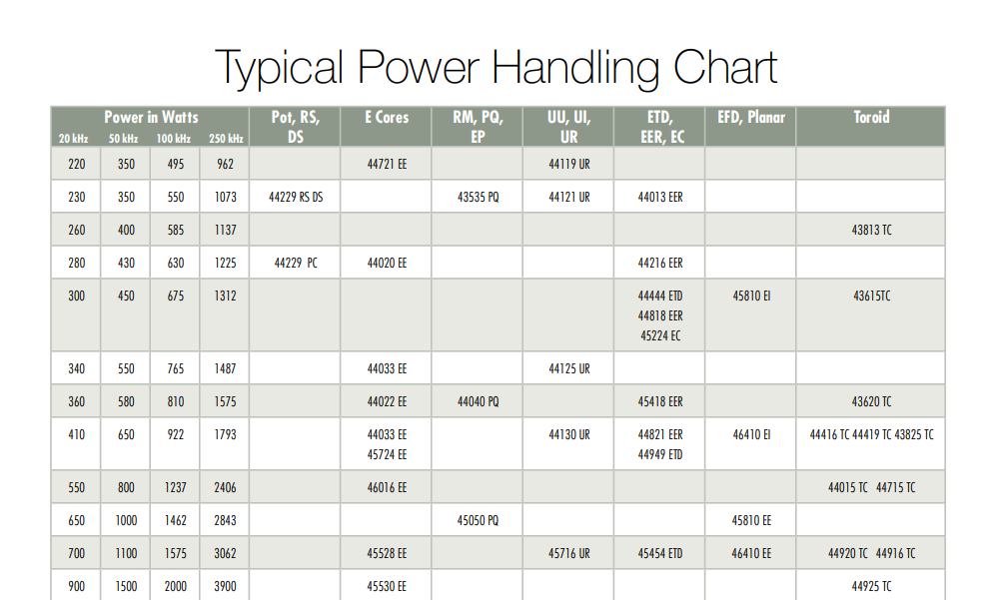 Typical Power Handling Chart
Power in Watts Pot, RS, E Cores RM, PQ, UU, UI, ETD, EFD, Planar Toroid
20 kHz 50 kHz 100 kHz 250 kHz DS EP UR EER, EC
220 350 495 962 44721 EE 44119 UR
230 350 550 1073 44229 RS DS 43535 PQ 44121 UR 44013 EER
260 400 585 1137 43813 TC
280 430 630 1225 44229 PC 44020 EE 44216 EER
300 450 675 1312 44444 ETD 45810 EI 43615TC
44818 EER
45224 EC
340 550 765 1487 44033 EE 44125 UR
360 580 810 1575 44022 EE 44040 PQ 45418 EER 43620 TC
410 650 922 1793 44033 EE 44130 UR 44821 EER 46410 EI 44416 TC 44419 TC 43825 TC
45724 EE 44949 ETD
550 800 1237 2406 46016 EE 44015 TC 44715 TC
650 1000 1462 2843 45050 PQ 45810 EE
700 1100 1575 3062 45528 EE 45716 UR 45454 ETD 46410 EE 44920 TC 44916 TC
900 1500 2000 3900 45530 EE 44925 TC